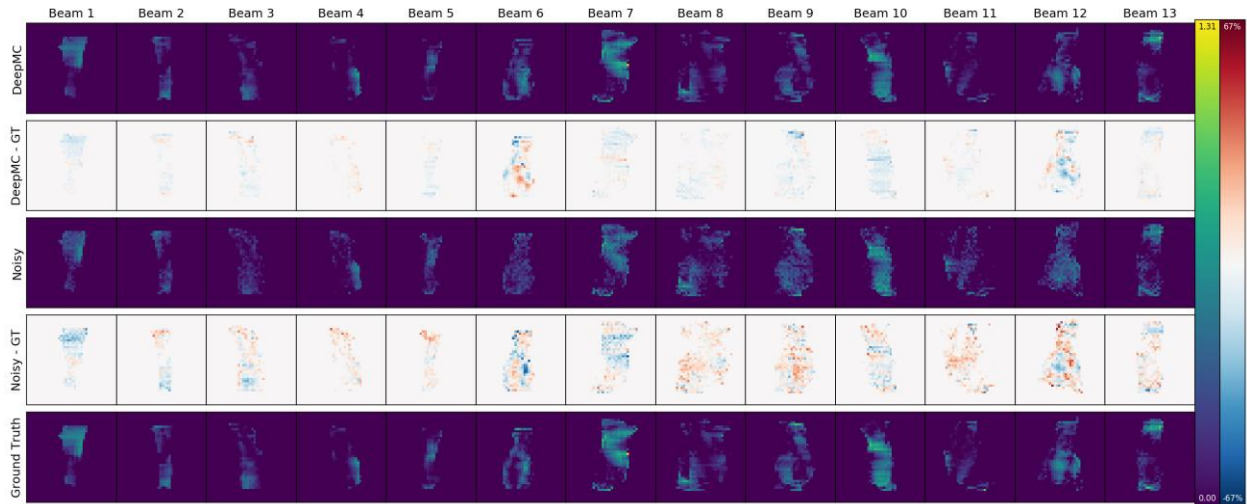 Beam 1 Beam 2 Beam 3 Beam 4 Beam 5 Beam 6 Beam 7 Beam 8 Beam 9 Beam 10 Beam 11 Beam 12 Beam 13
1.31 67%
DeepMC
DeepMC - GT
Noisy
Noisy - GT
Ground Truth
0.00 -67%